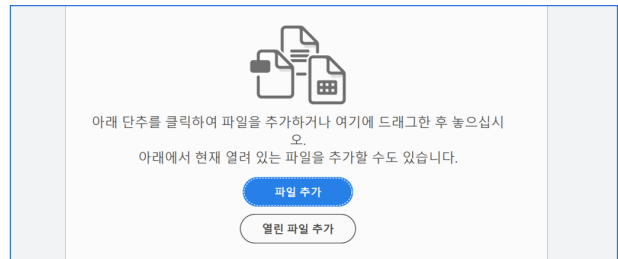 아래 단추를 클릭하여 파일을 추가하거나 여기에 드래그한 후 놓으십시
오.
아래에서 현재 열려 있는 파일을 추가할 수도 있습니다.
파일 추가
열린 파일 추가